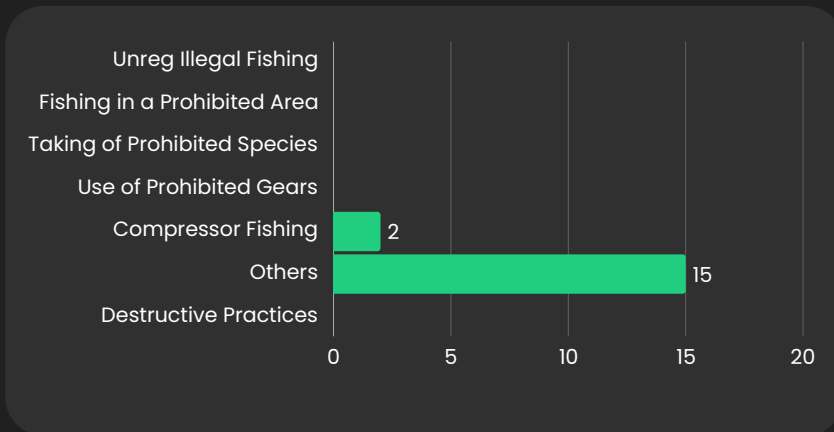 Unreg Illegal Fishing
Fishing in a Prohibited Area
Taking of Prohibited Species
Use of Prohibited Gears
Compressor Fishing 2
Others 15
Destructive Practices
0 5 10 15 20